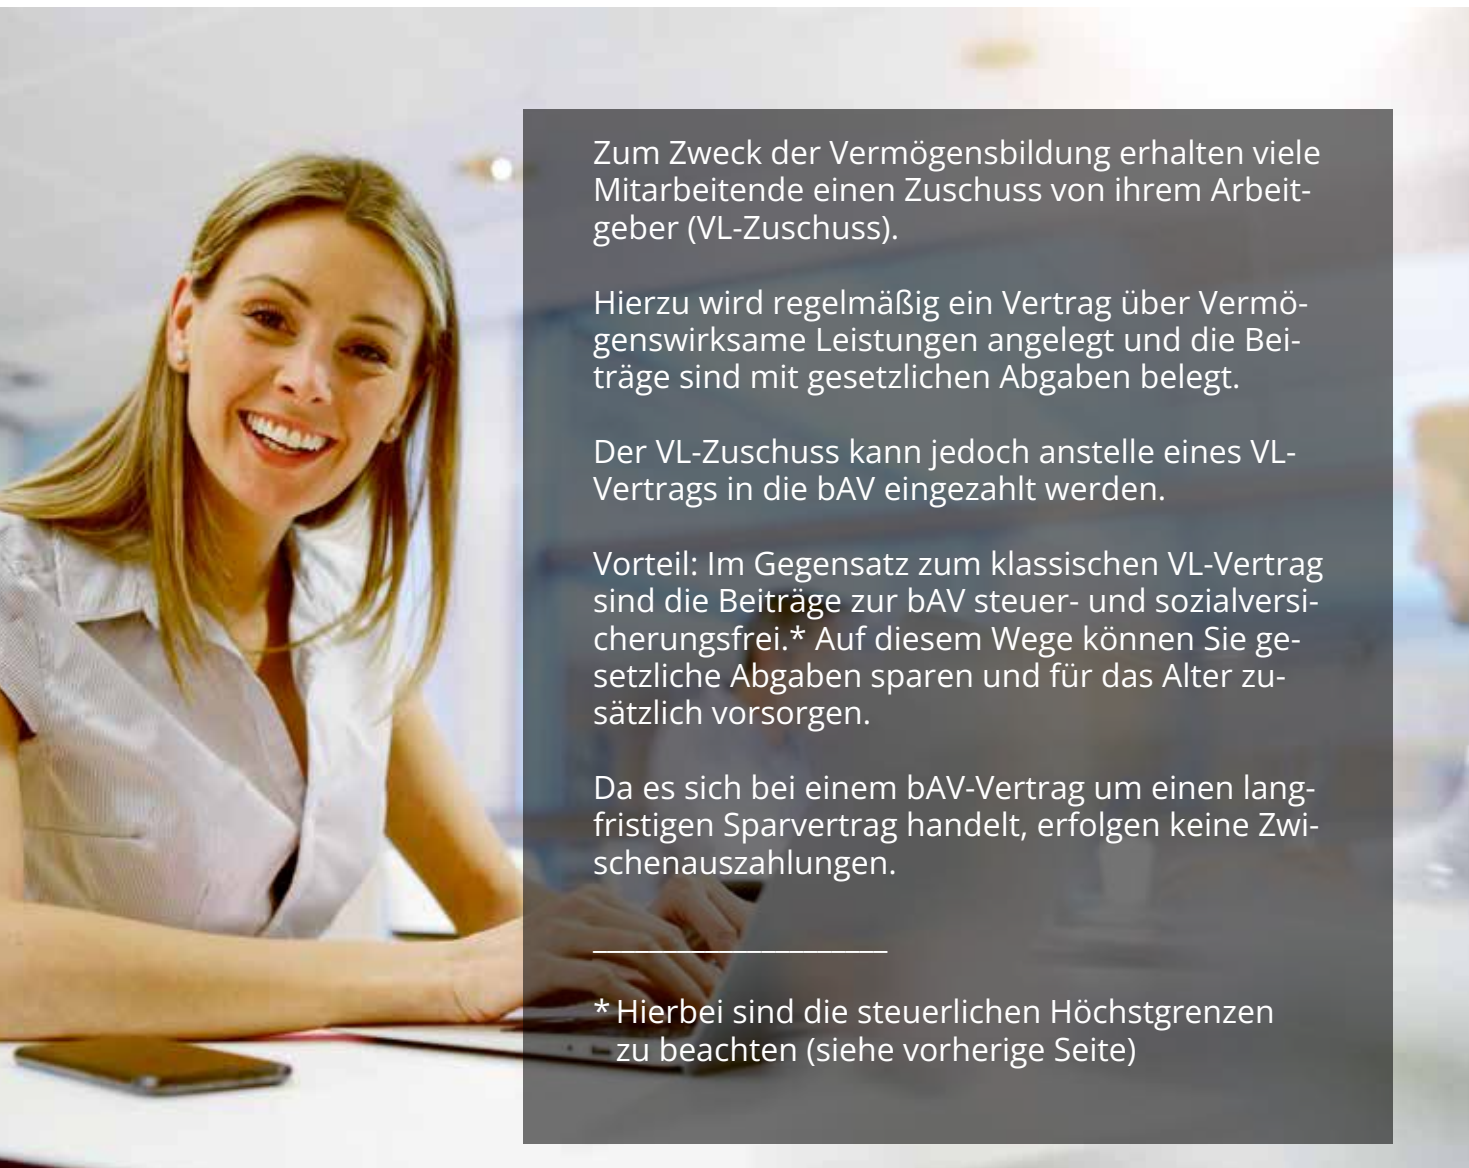 Zum Zweck der Vermögensbildung erhalten viele
Mitarbeitende einen Zuschuss von ihrem Arbeit-
geber (VL-Zuschuss).
Hierzu wird regelmäßig ein Vertrag über Vermö-
genswirksame Leistungen angelegt und die Bei-
träge sind mit gesetzlichen Abgaben belegt.
Der VL-Zuschuss kann jedoch anstelle eines VL-
Vertrags in die bAV eingezahlt werden.
Vorteil: Im Gegensatz zum klassischen VL-Vertrag
sind die Beiträge zur bAV steuer- und sozialversi-
cherungsfrei.* Auf diesem Wege können Sie ge-
setzliche Abgaben sparen und für das Alter zu-
sätzlich vorsorgen.
Da es sich bei einem bAV-Vertrag um einen lang-
fristigen Sparvertrag handelt, erfolgen keine Zwi-
schenauszahlungen.
* Hierbei sind die steuerlichen Höchstgrenzen
zu beachten (siehe vorherige Seite)